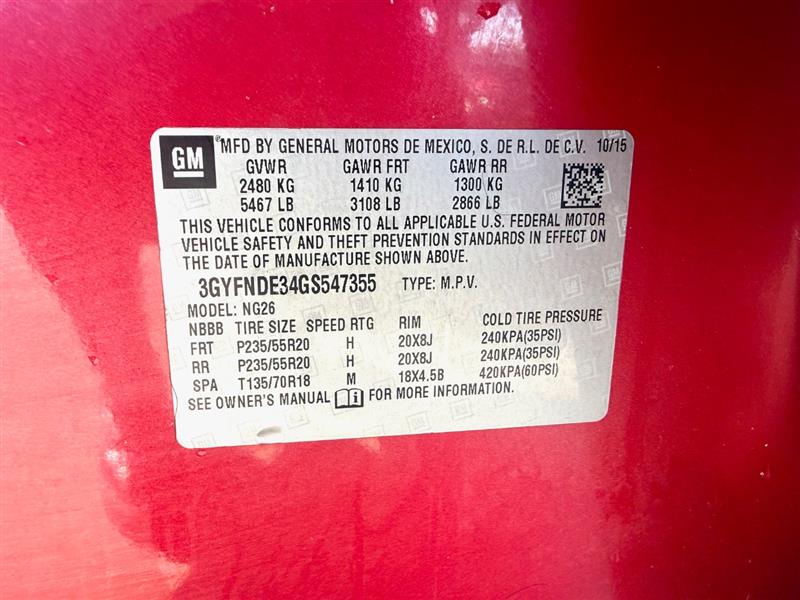 GM ®MFD BY GENERAL MOTORS DE MEXICO, S. DE R.L. DE C.V. 10/15
GVWR GAWR FRT GAWR RR
2480 KG 1410 KG 1300 KG
5467 LB 3108 LB 2866 LB
THIS VEHICLE CONFORMS TO ALL APPLICABLE U.S. FEDERAL MOTOR
VEHICLE SAFETY AND THEFT PREVENTION STANDARDS IN EFFECT ON
THE DATE OF MANUFACTURE SHOWN ABOVE.
3GYFNDE34GS547355 TYPE: M.P.V.
MODEL: NG26
NBBB TIRE SIZE SPEED RTG RIM COLD TIRE PRESSURE
FRT P235/55R20 H 20X8J 240KPA(35PSI)
RR P235/55R20 H 20X8J 240KPA(35PSI)
SPA T135/70R18 M 18X4.5B 420KPA(60PSI)
SEE OWNER'S MANUAL FOR MORE INFORMATION.